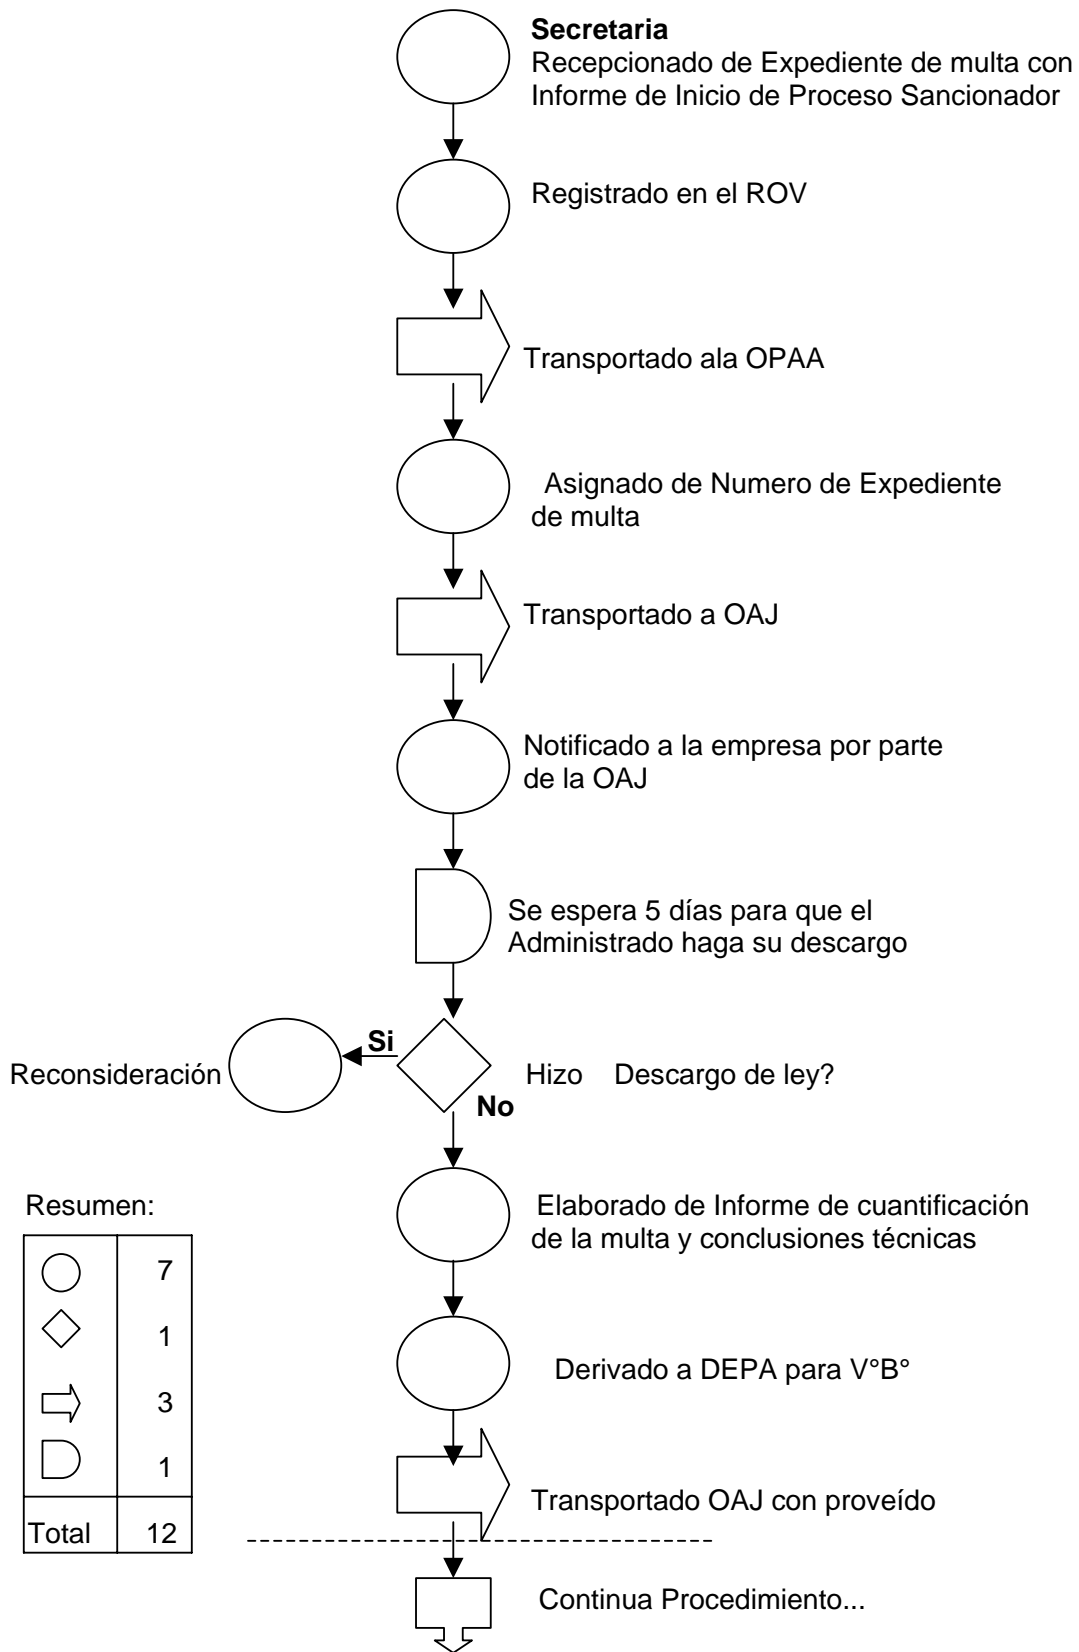 Secretaria
Recepcionado de Expediente de multa con
Informe de Inicio de Proceso Sancionador
Registrado en el ROV
Transportado ala OPAA
Asignado de Numero de Expediente
de multa
Transportado a OAJ
Notificado a la empresa por parte
de la OAJ
Se espera 5 días para que el
Administrado haga su descargo
Si
Reconsideración
Hizo Descargo de ley?
No
Elaborado de Informe de cuantificación
de la multa y conclusiones técnicas
Derivado a DEPA para V°B°
Transportado OAJ con proveído
Continua Procedimiento...
Resumen:
7
1
3
1
Total 12